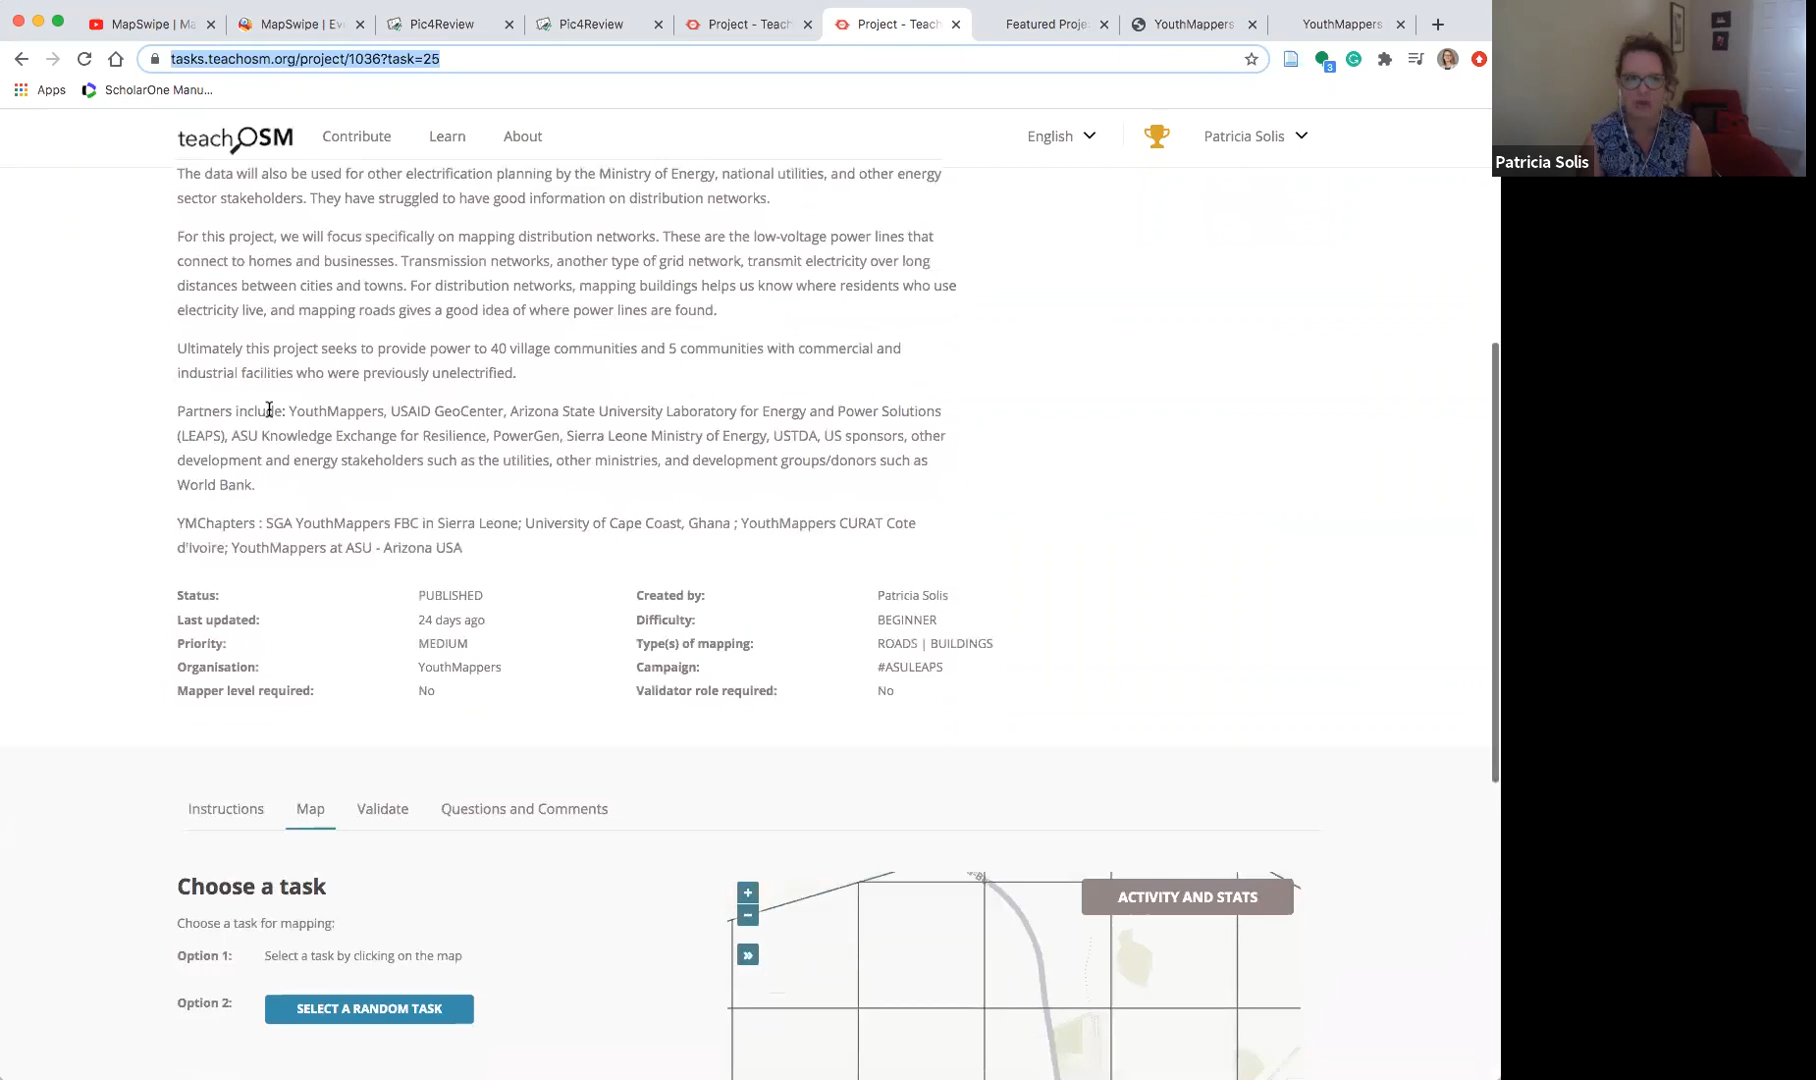 MapSwipe | Ma
MapSwipe | Ev
Pic4Review
Pic4Review
Project - Teach
Project - Teach
Featured Proje
YouthMappers
YouthMappers
tasks.teachosm.org/project/1036?task=25
3
Apps
ScholarOne Manu...
teachOSM
Contribute
Learn
About
English
Patricia Solis
Patricia Solis
The data will also be used for other electrification planning by the Ministry of Energy, national utilities, and other energy
sector stakeholders. They have struggled to have good information on distribution networks.
For this project, we will focus specifically on mapping distribution networks. These are the low-voltage power lines that
connect to homes and businesses. Transmission networks, another type of grid network, transmit electricity over long
distances between cities and towns. For distribution networks, mapping buildings helps us know where residents who use
electricity live, and mapping roads gives a good idea of where power lines are found.
Ultimately this project seeks to provide power to 40 village communities and 5 communities with commercial and
industrial facilities who were previously unelectrified.
Partners include: YouthMappers, USAID GeoCenter, Arizona State University Laboratory for Energy and Power Solutions
(LEAPS), ASU Knowledge Exchange for Resilience, PowerGen, Sierra Leone Ministry of Energy, USTDA, US sponsors, other
development and energy stakeholders such as the utilities, other ministries, and development groups/donors such as
World Bank.
YMChapters : SGA YouthMappers FBC in Sierra Leone; University of Cape Coast, Ghana ; YouthMappers CURAT Cote
d'Ivoire; YouthMappers at ASU - Arizona USA
Status: PUBLISHED Created by: Patricia Solis
Last updated: 24 days ago Difficulty: BEGINNER
Priority: MEDIUM Type(s) of mapping: ROADS | BUILDINGS
Organisation: YouthMappers Campaign: #ASULEAPS
Mapper level required: No Validator role required: No
Instructions Map Validate Questions and Comments
Choose a task
ACTIVITY AND STATS
Choose a task for mapping:
Option 1: Select a task by clicking on the map
Option 2: SELECT A RANDOM TASK